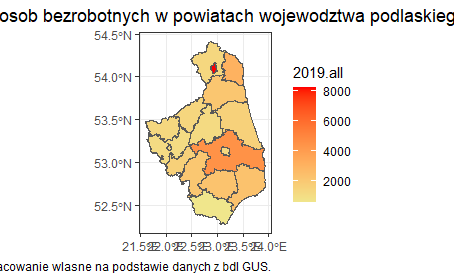 osob bezrobotnych w powiatach wojewodztwa podlaskieg
54.5°N
54.0°N
53.5°N
53.0°N
52.5°N
21.5°E 22.0°E 22.5°E 23.0°E 23.5°E 24.0°E
2019.all
8000
6000
4000
2000
acowanie wlasne na podstawie danych z bdl GUS.